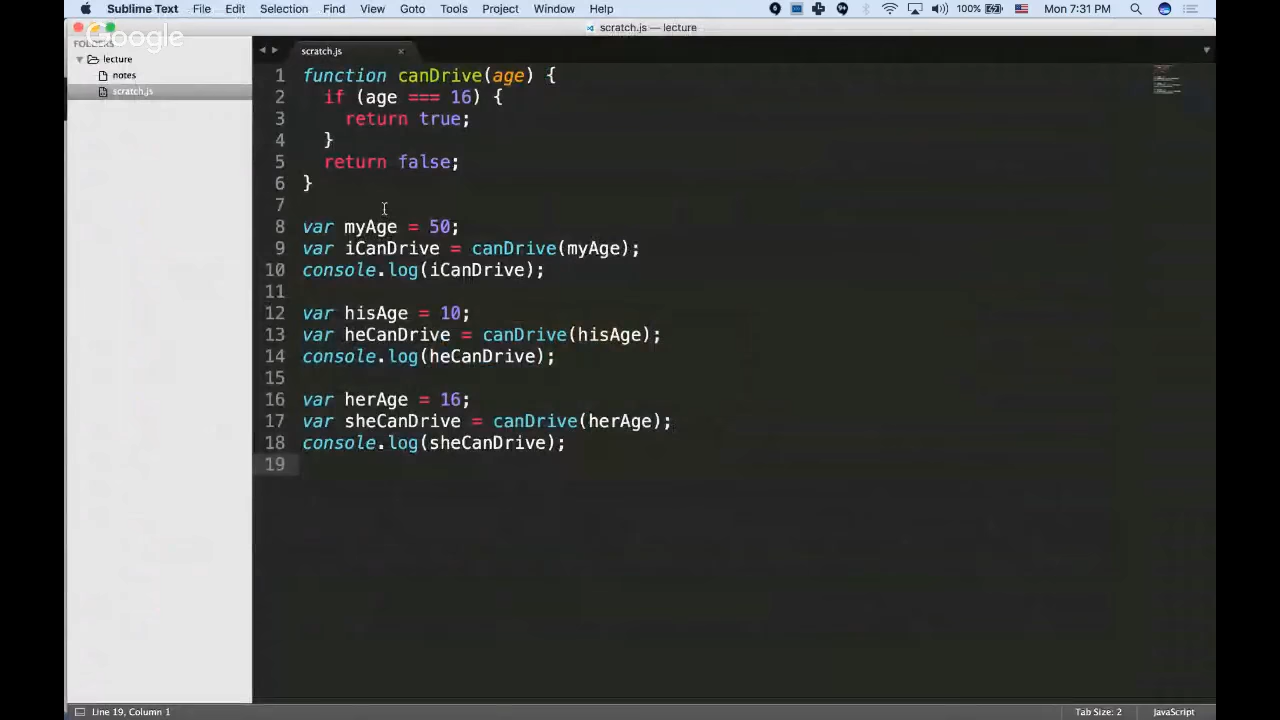 Sublime Text File Edit Selection Find View Goto Tools Project Window Help 100% Mon 7:31 PM
scratch.js — lecture
Google
FOLDERS
lecture
notes
scratch.js
scratch.js ×
1 function canDrive(age) {
2   if (age === 16) {
3     return true;
4   }
5   return false;
6 }
7
8 var myAge = 50;
9 var iCanDrive = canDrive(myAge);
10 console.log(iCanDrive);
11
12 var hisAge = 10;
13 var heCanDrive = canDrive(hisAge);
14 console.log(heCanDrive);
15
16 var herAge = 16;
17 var sheCanDrive = canDrive(herAge);
18 console.log(sheCanDrive);
19
Line 19, Column 1 Tab Size: 2 JavaScript